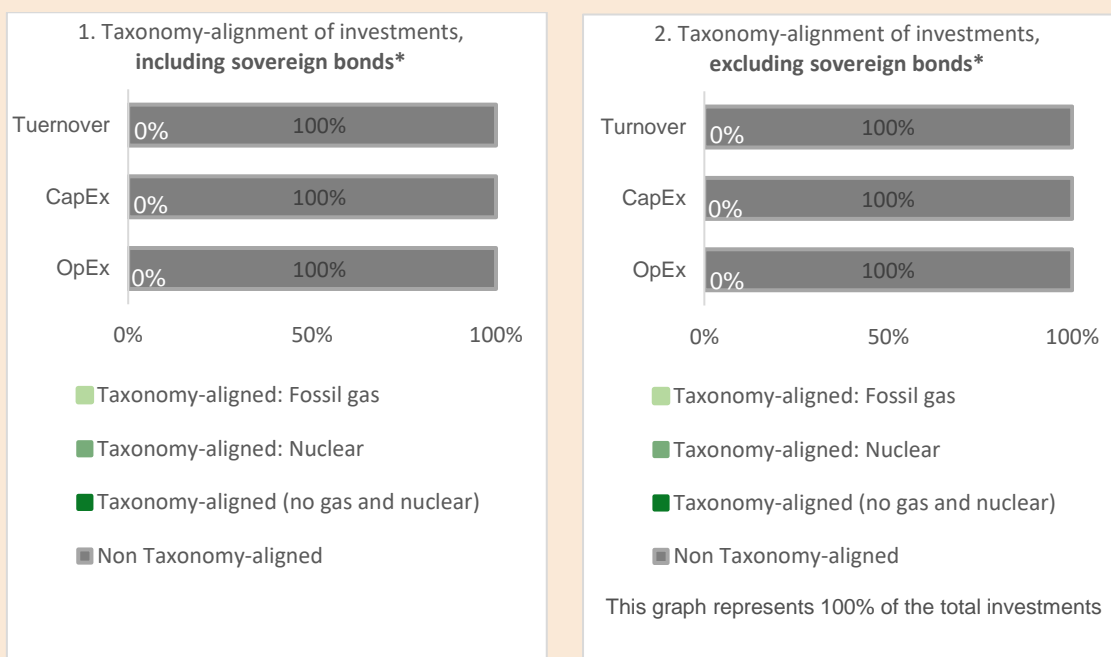 1. Taxonomy-alignment of investments,
including sovereign bonds*
Tuernover
0%
100%
CapEx
0%
100%
OpEx
0%
100%
0%
50%
100%
Taxonomy-aligned: Fossil gas
Taxonomy-aligned: Nuclear
Taxonomy-aligned (no gas and nuclear)
Non Taxonomy-aligned
2. Taxonomy-alignment of investments,
excluding sovereign bonds*
Turnover
0%
100%
CapEx
0%
100%
OpEx
0%
100%
0%
50%
100%
Taxonomy-aligned: Fossil gas
Taxonomy-aligned: Nuclear
Taxonomy-aligned (no gas and nuclear)
Non Taxonomy-aligned
This graph represents 100% of the total investments